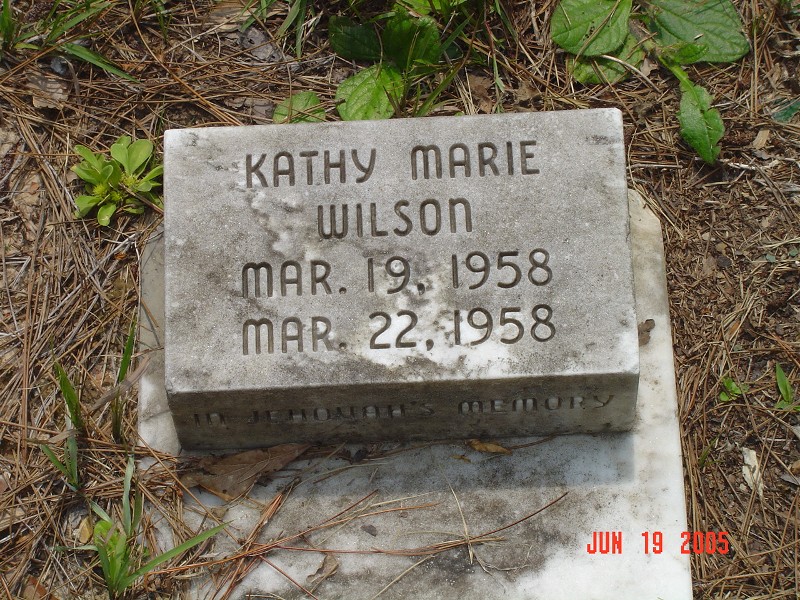 KATHY MARIE
WILSON
MAR. 19, 1958
MAR. 22, 1958
IN JEHOVAH'S MEMORY
JUN 19 2005